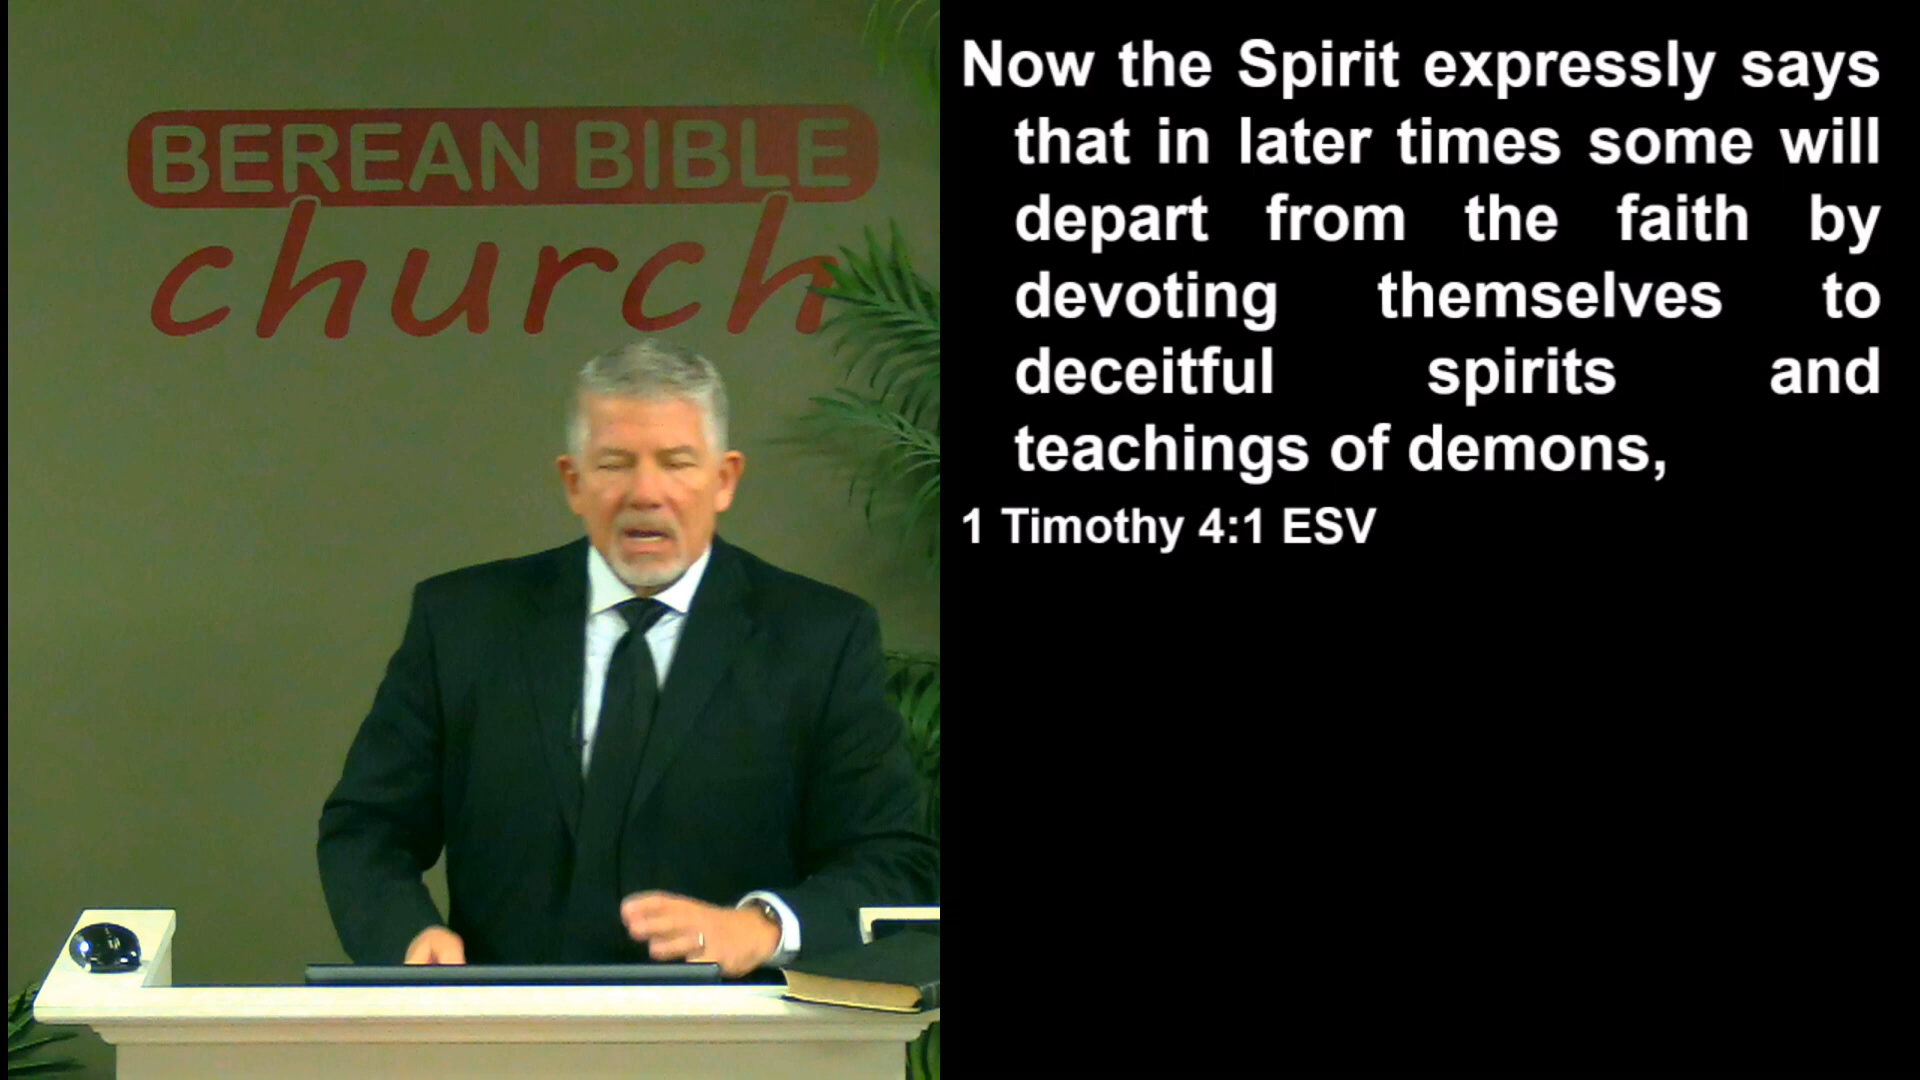 BEREAN BIBLE
church
Now the Spirit expressly says
that in later times some will
depart from the faith by
devoting themselves to
deceitful spirits and
teachings of demons,
1 Timothy 4:1 ESV